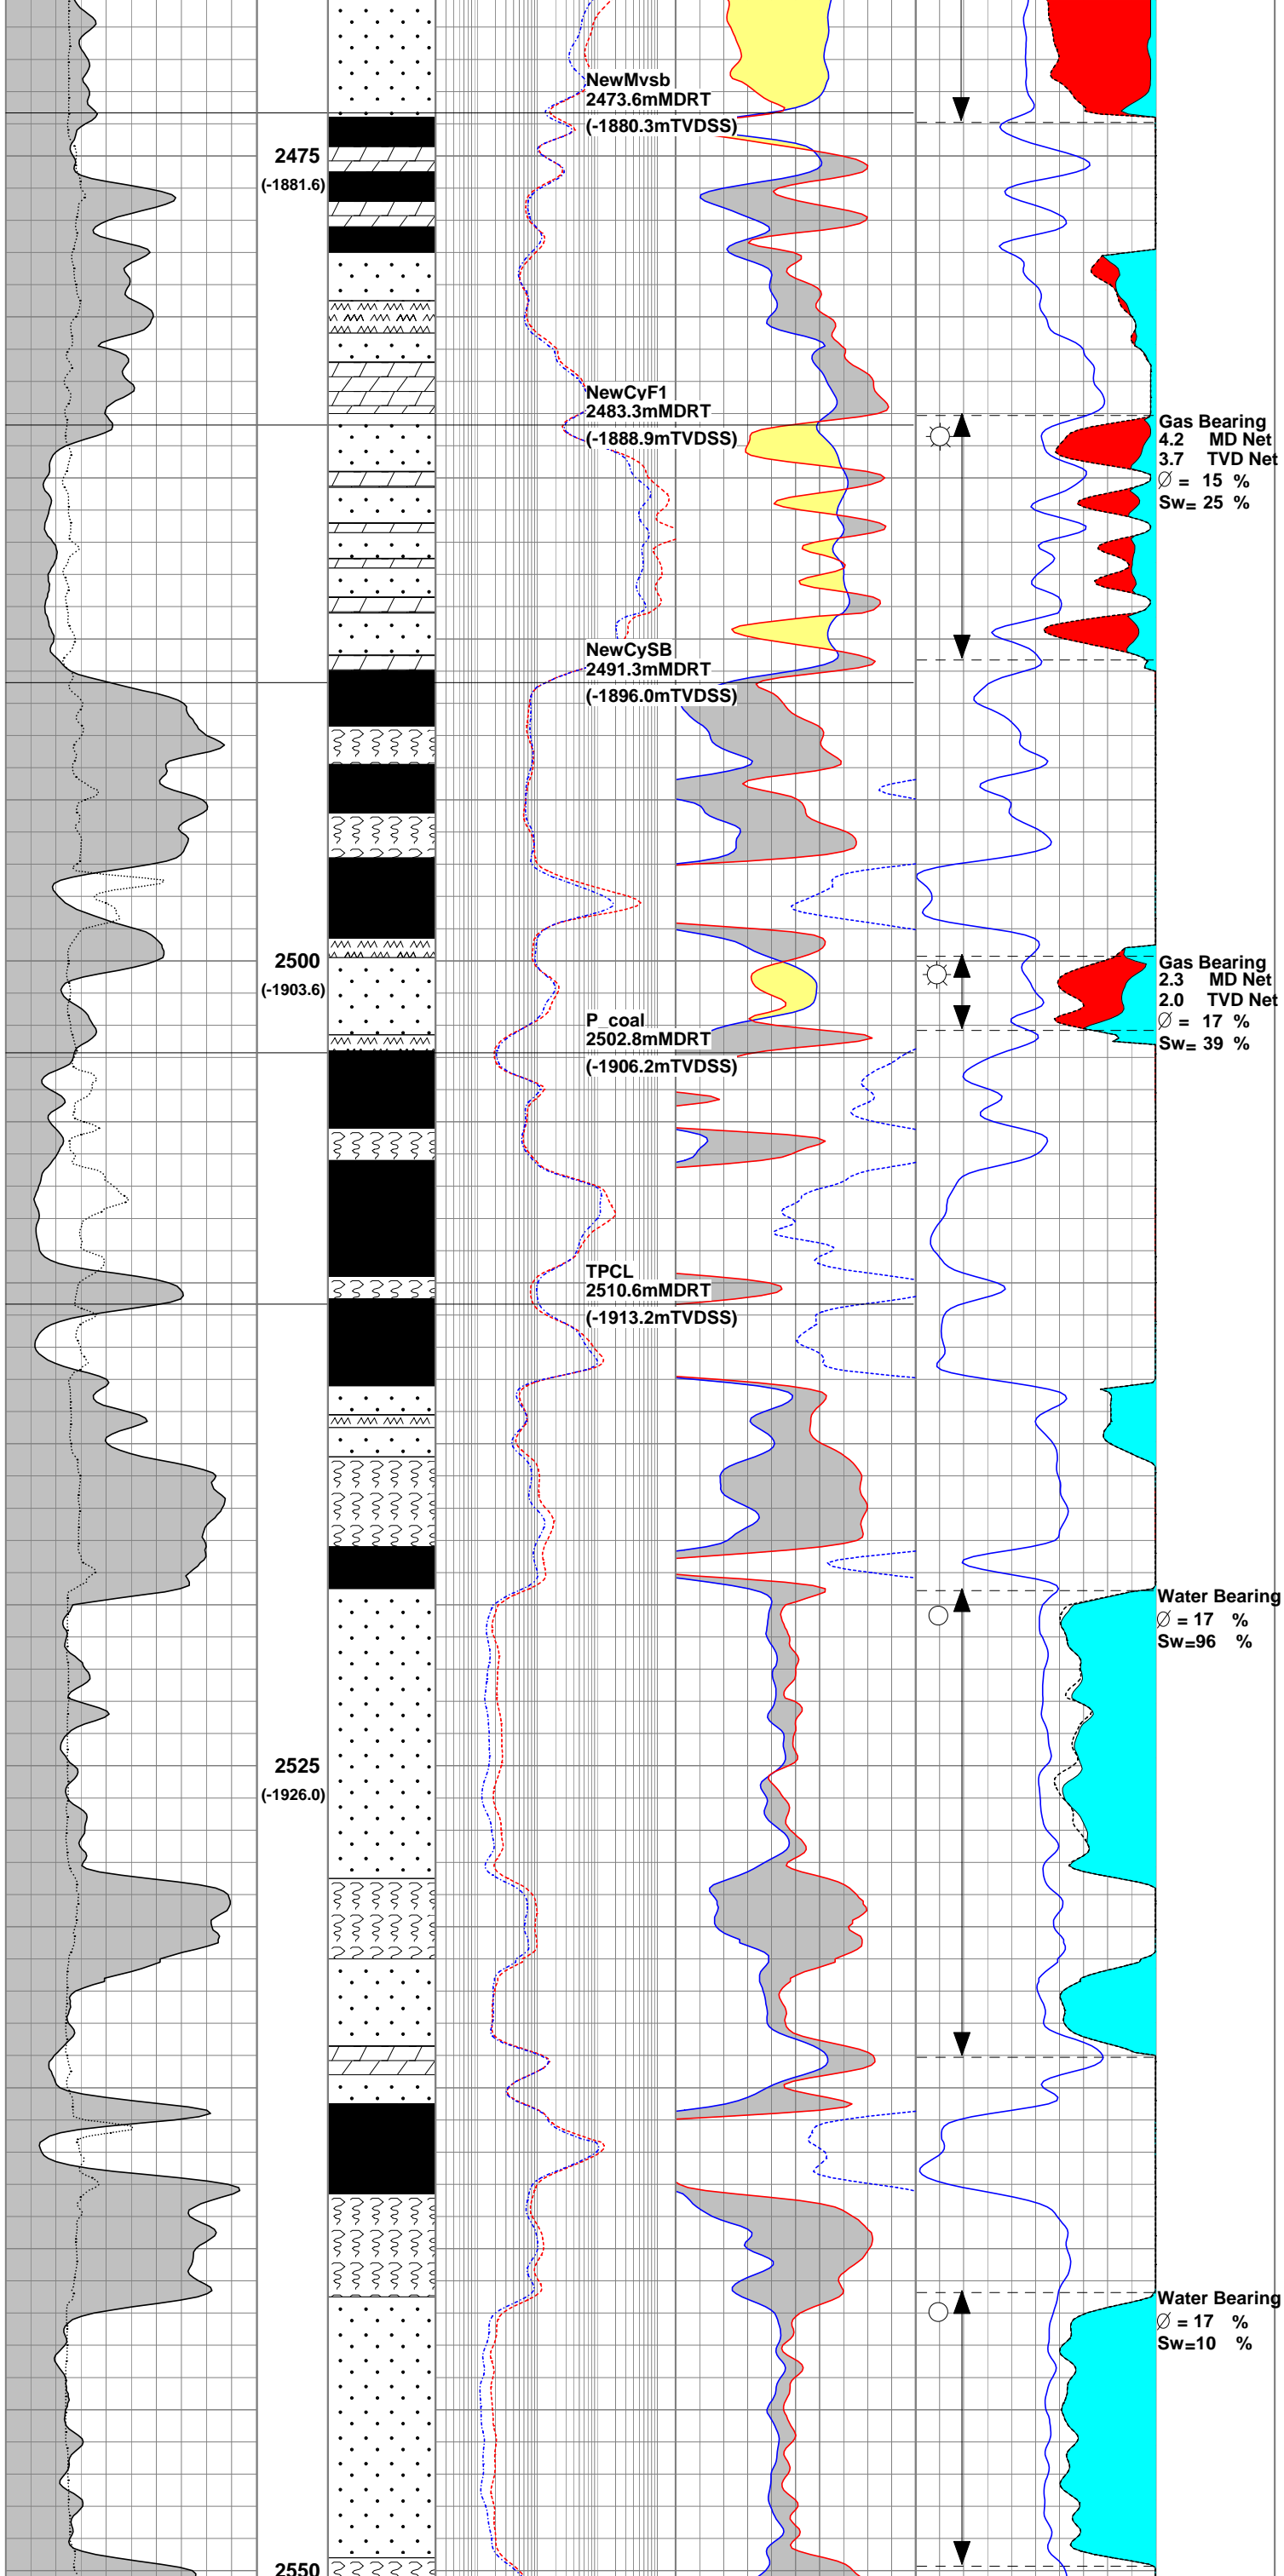 NewMvsb
2473.6mMDRT
(-1880.3mTVDSS)
2475
(-1881.6)
NewCyF1
2483.3mMDRT
(-1888.9mTVDSS)
Gas Bearing
4.2 MD Net
3.7 TVD Net
∅ = 15 %
Sw= 25 %
NewCySB
2491.3mMDRT
(-1896.0mTVDSS)
2500
(-1903.6)
Gas Bearing
2.3 MD Net
2.0 TVD Net
∅ = 17 %
Sw= 39 %
P_coal
2502.8mMDRT
(-1906.2mTVDSS)
TPCL
2510.6mMDRT
(-1913.2mTVDSS)
Water Bearing
∅ = 17 %
Sw=96 %
2525
(-1926.0)
Water Bearing
∅ = 17 %
Sw=10 %
2550